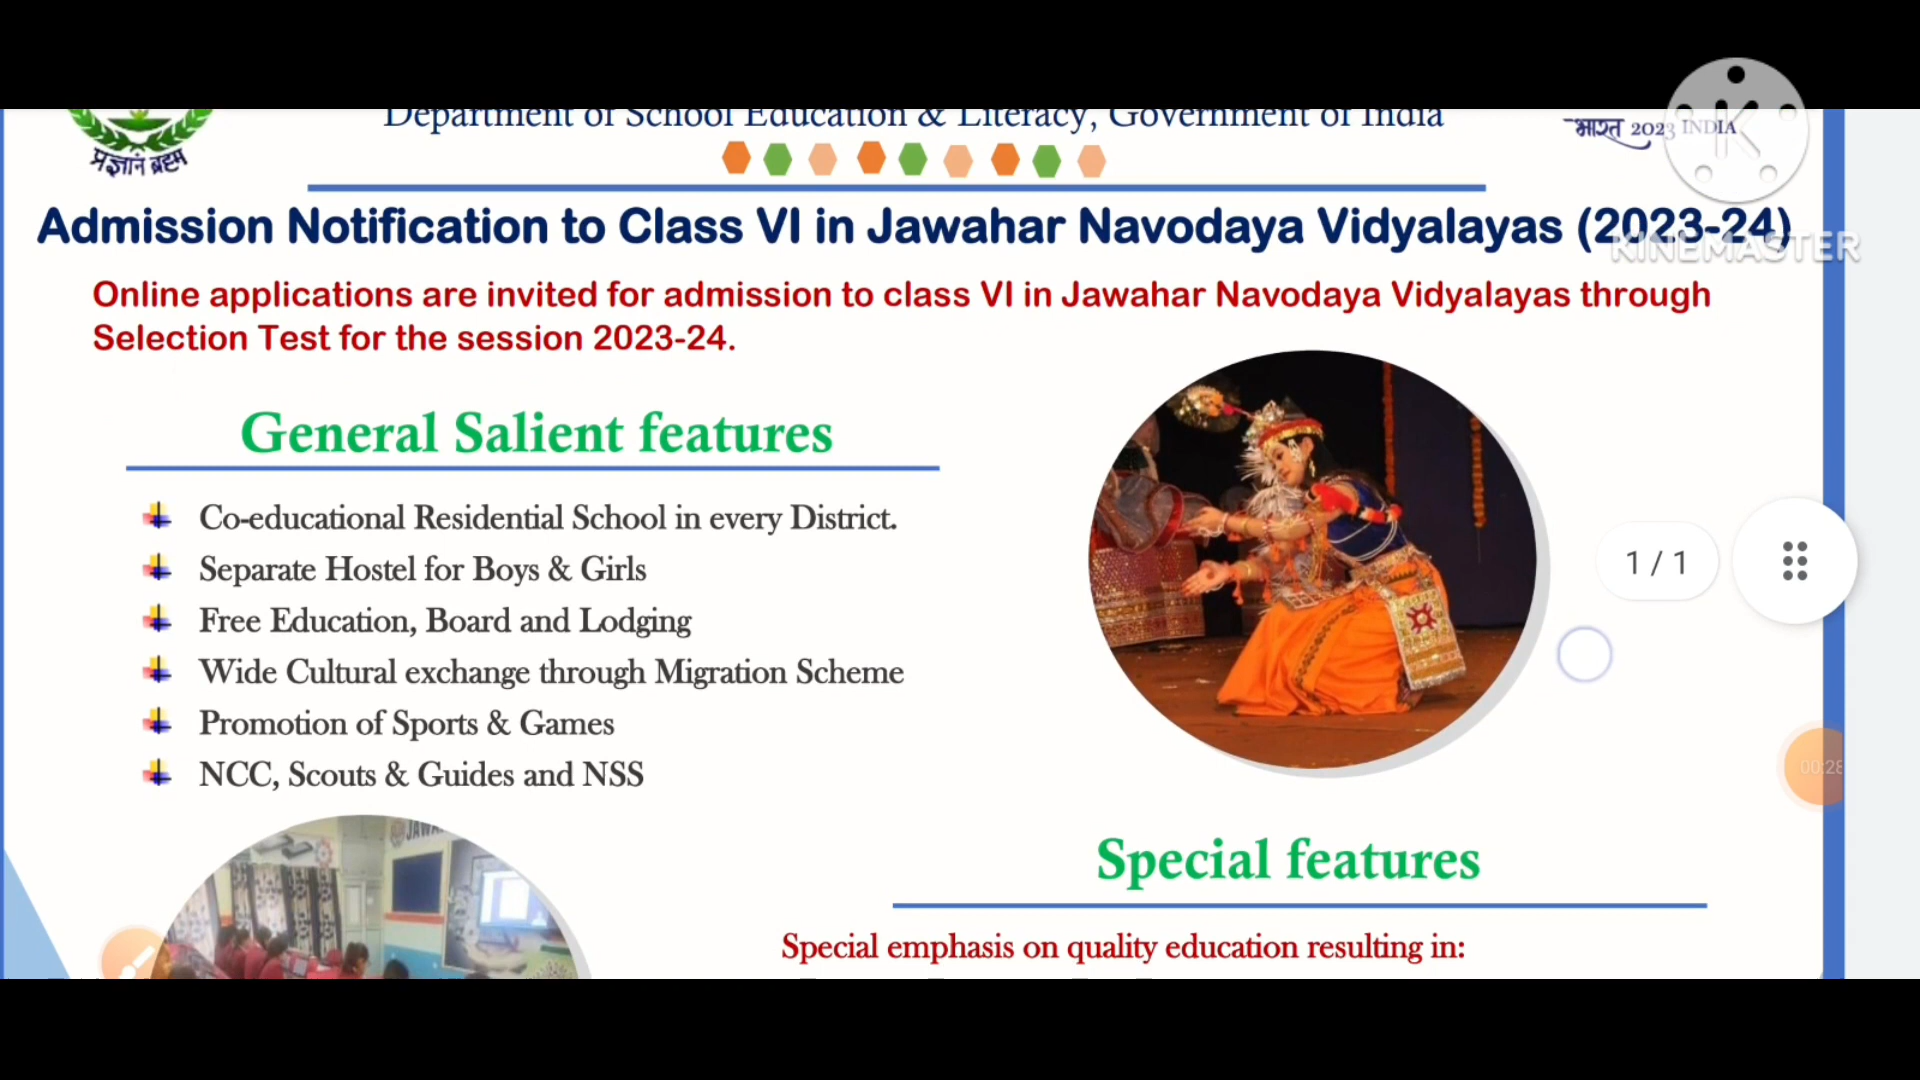 Department of School Education & Literacy, Government of India
प्रज्ञानं ब्रह्म
भारत 2023 INDIA
Admission Notification to Class VI in Jawahar Navodaya Vidyalayas (2023-24)
KINEMASTER
Online applications are invited for admission to class VI in Jawahar Navodaya Vidyalayas through
Selection Test for the session 2023-24.
General Salient features
Co-educational Residential School in every District.
Separate Hostel for Boys & Girls
Free Education, Board and Lodging
Wide Cultural exchange through Migration Scheme
Promotion of Sports & Games
NCC, Scouts & Guides and NSS
1 / 1
00:28
Special features
Special emphasis on quality education resulting in: